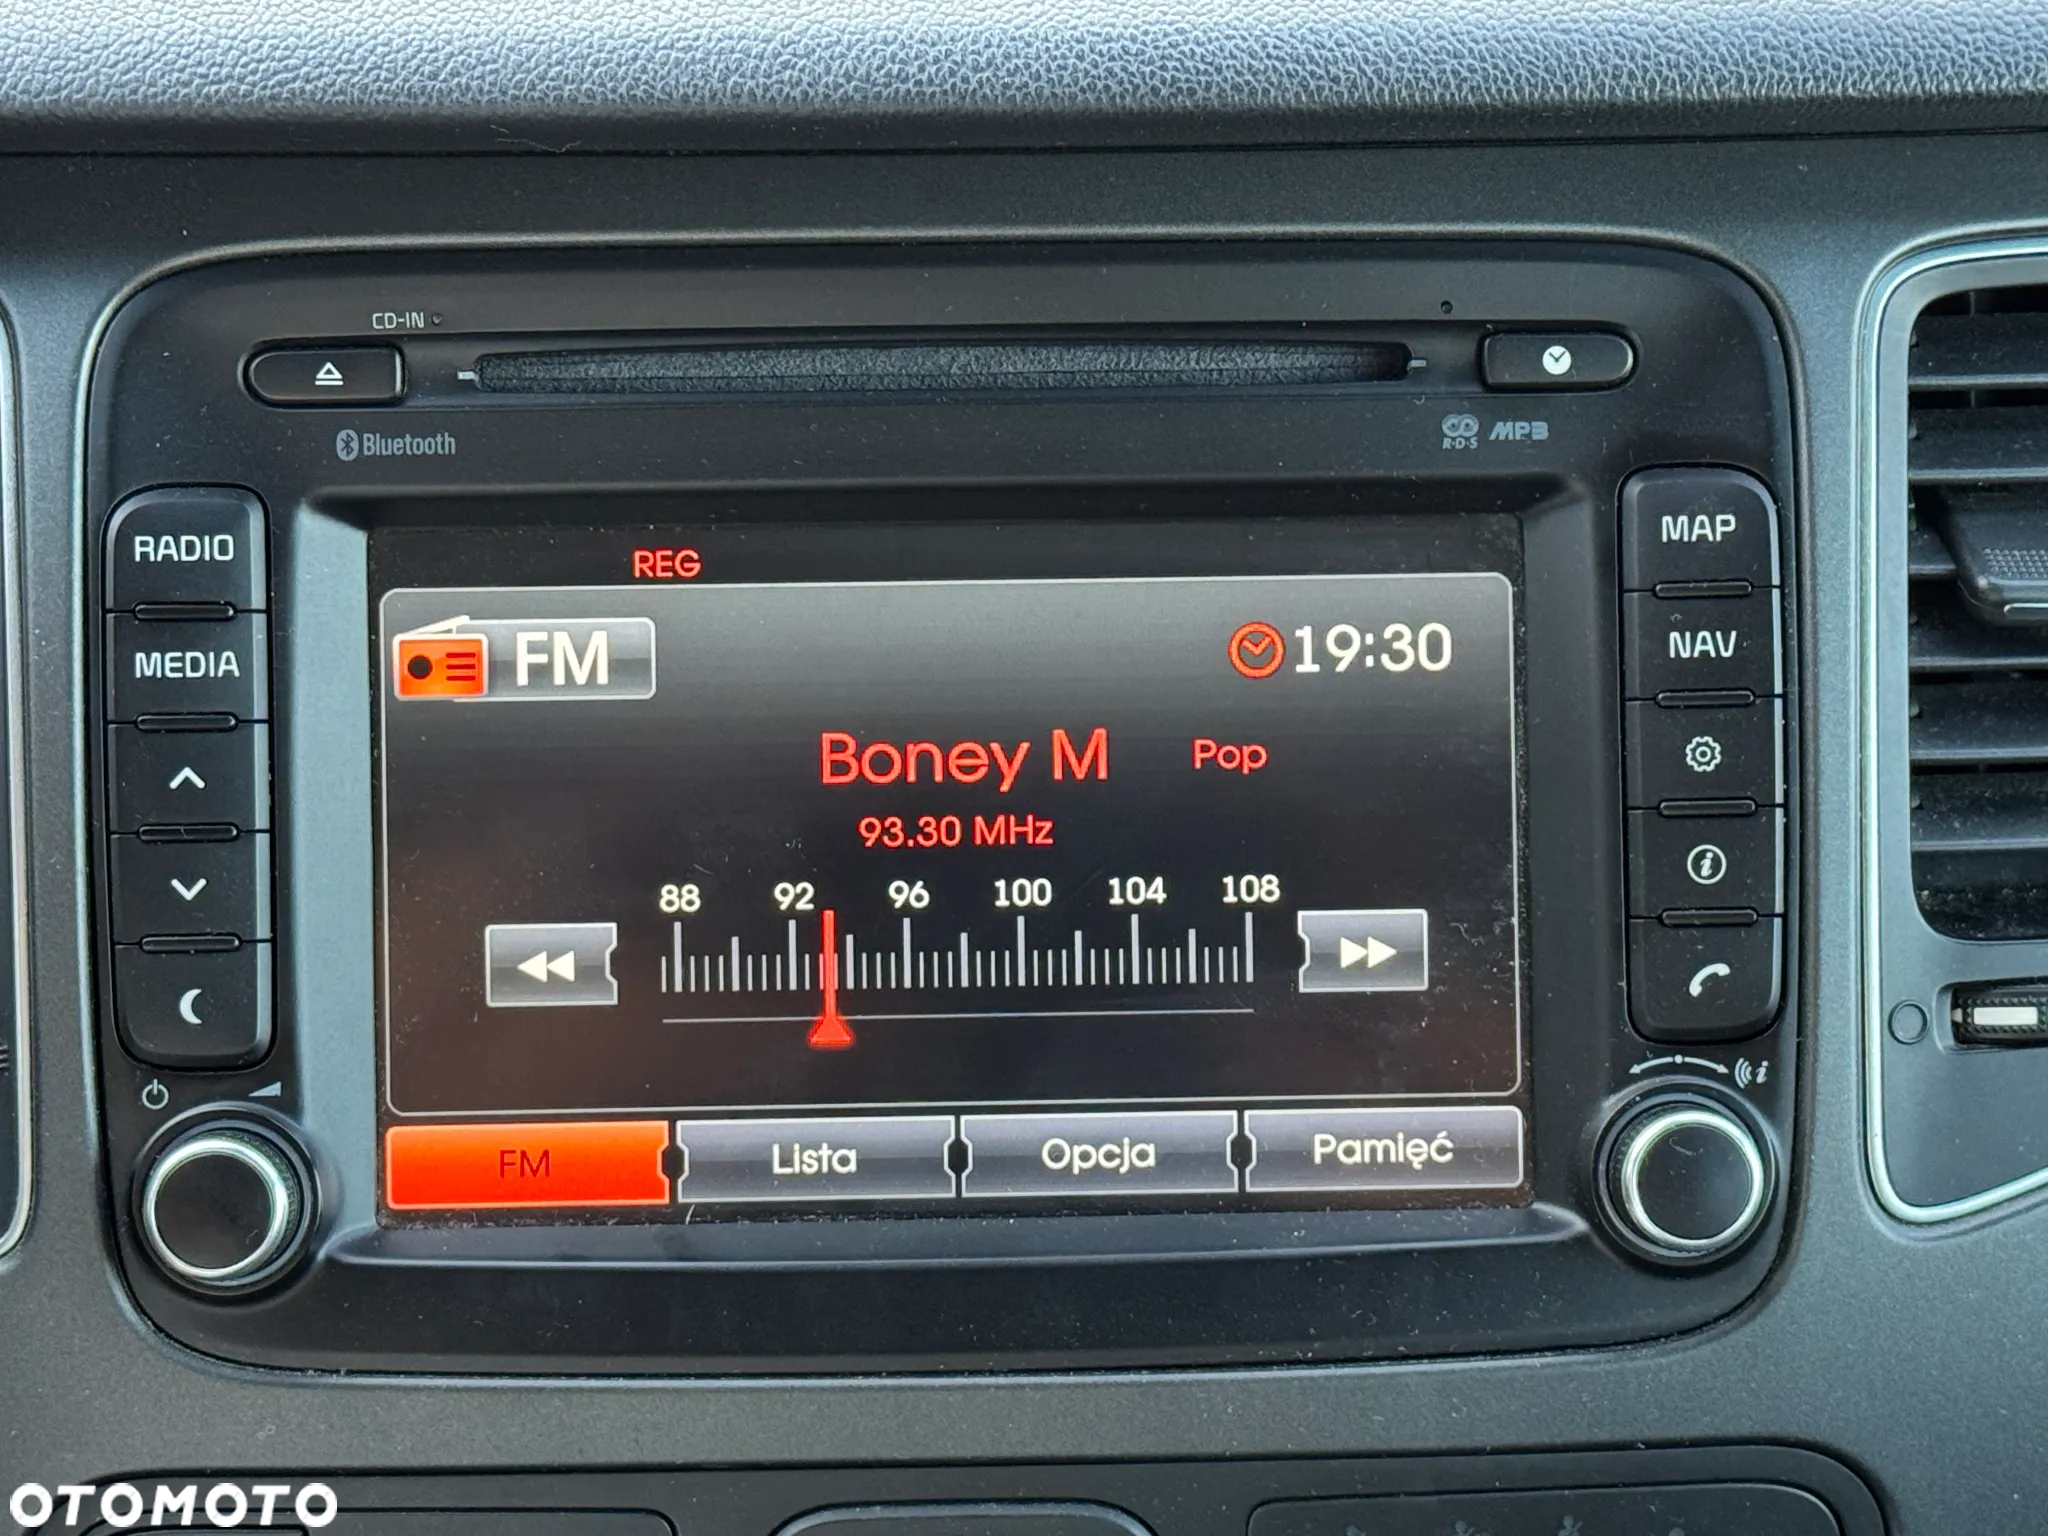 CD-IN
Bluetooth
R·D·S MP3
RADIO
MEDIA
MAP
NAV
REG
FM
19:30
Boney M Pop
93.30 MHz
88 92 96 100 104 108
FM Lista Opcja Pamięć
OTOMOTO